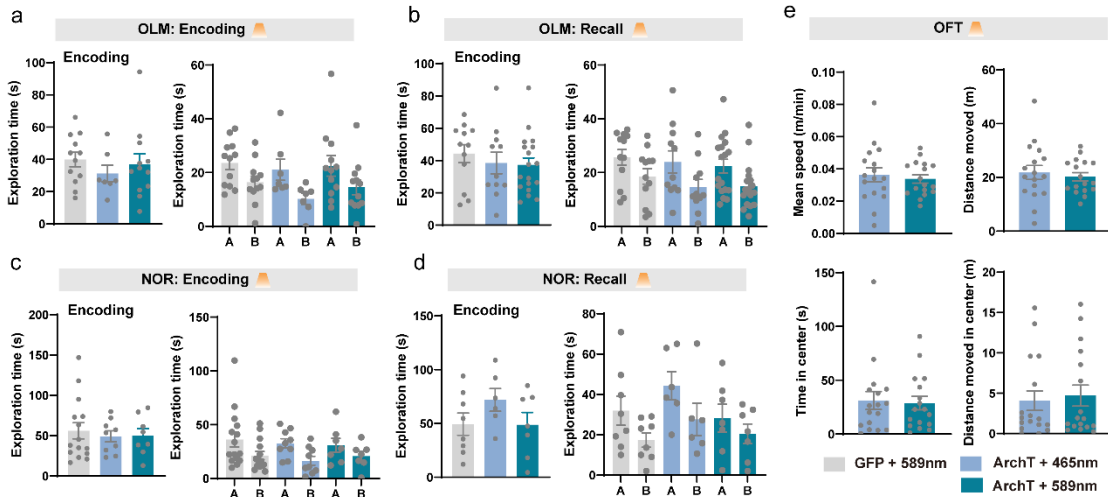 a
OLM: Encoding
Encoding
Exploration time (s)
100
80
60
40
20
0
Exploration time (s)
60
40
20
0
A B A B A B
b
OLM: Recall
Encoding
Exploration time (s)
100
80
60
40
20
0
Exploration time (s)
60
40
20
0
A B A B A B
c
NOR: Encoding
Encoding
Exploration time (s)
200
150
100
50
0
Exploration time (s)
150
100
50
0
A B A B A B
d
NOR: Recall
Encoding
Exploration time (s)
150
100
50
0
Exploration time (s)
80
60
40
20
0
A B A B A B
e
OFT
Mean speed (m/min)
0.10
0.08
0.06
0.04
0.02
0.00
Distance moved (m)
60
40
20
0
Time in center (s)
150
100
50
0
Distance moved in center (m)
20
15
10
5
0
GFP + 589nm
ArchT + 465nm
ArchT + 589nm